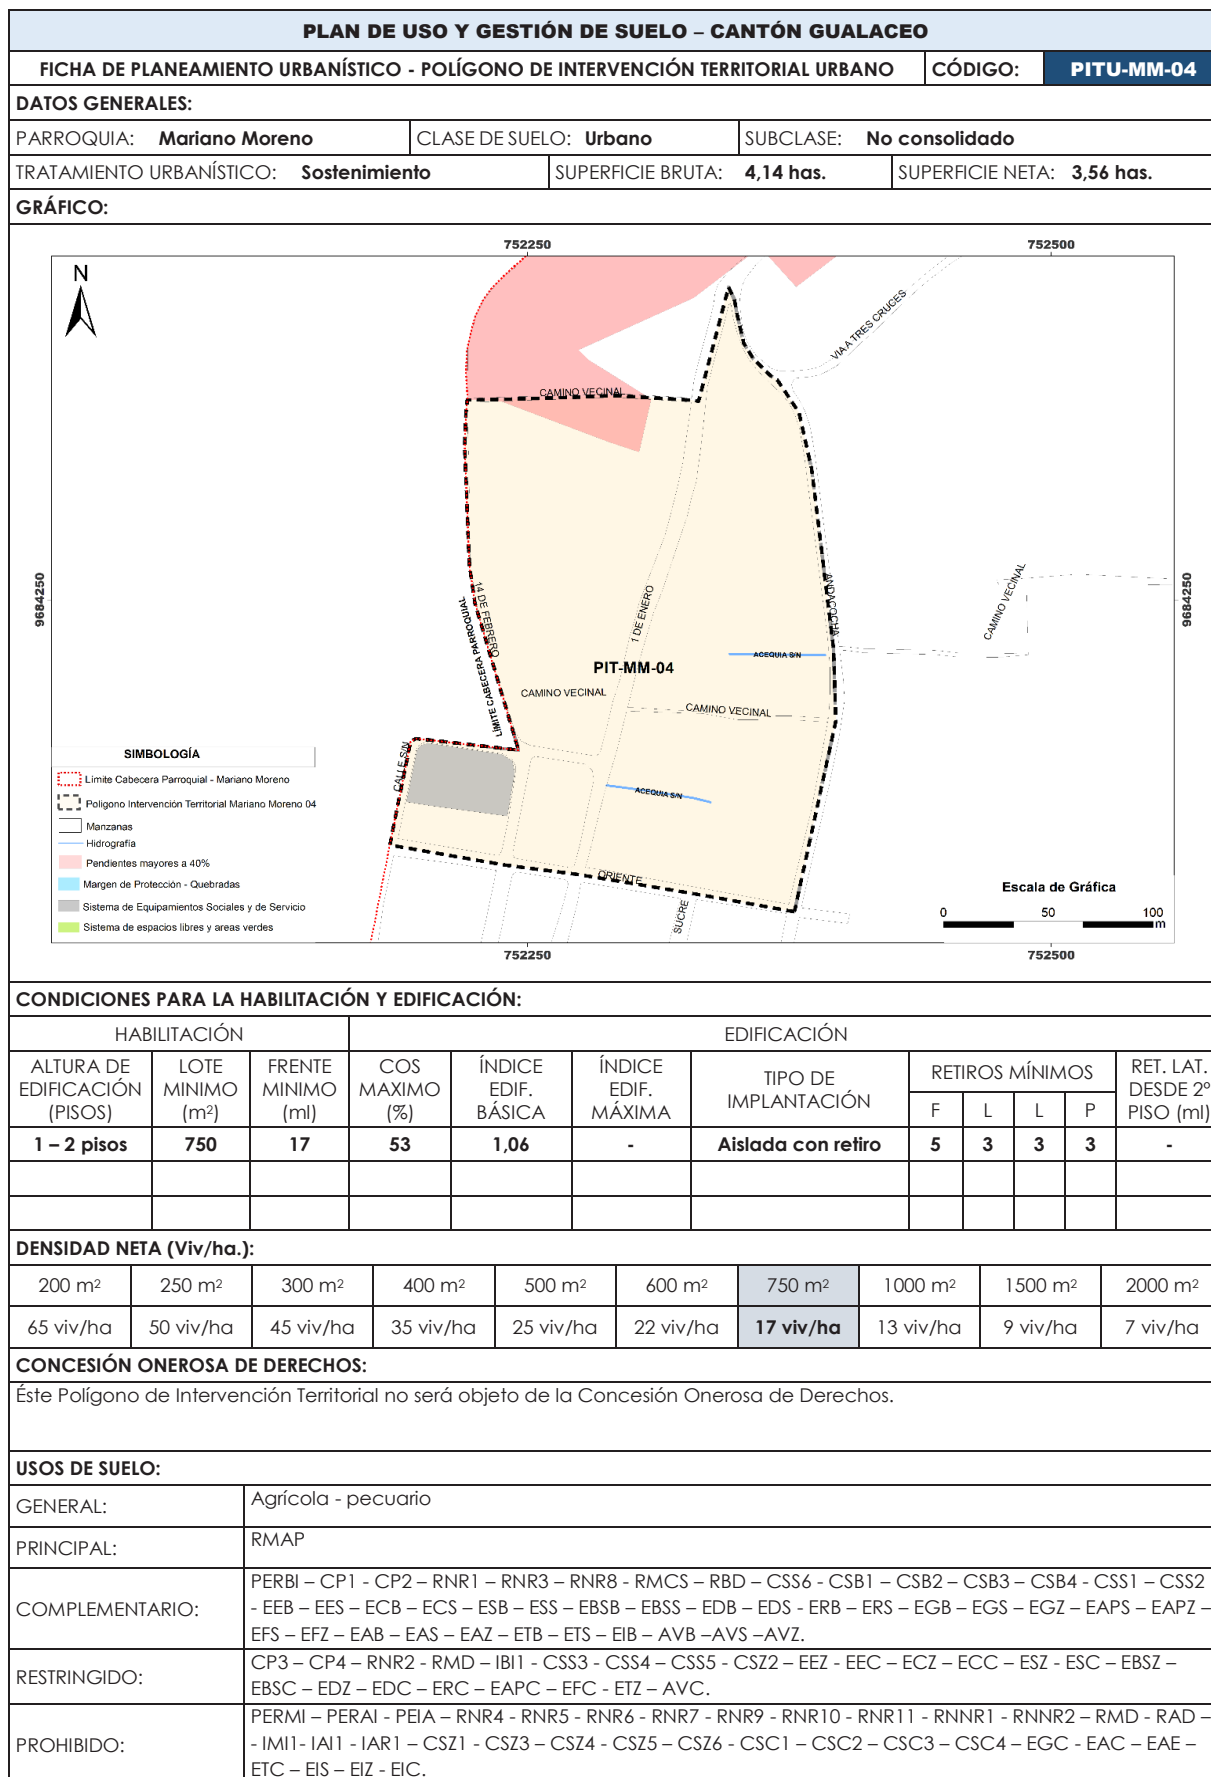 PLAN DE USO Y GESTIÓN DE SUELO – CANTÓN GUALACEO
FICHA DE PLANEAMIENTO URBANÍSTICO - POLÍGONO DE INTERVENCIÓN TERRITORIAL URBANO CÓDIGO: PITU-MM-04
DATOS GENERALES:
PARROQUIA: Mariano Moreno CLASE DE SUELO: Urbano SUBCLASE: No consolidado
TRATAMIENTO URBANÍSTICO: Sostenimiento SUPERFICIE BRUTA: 4,14 has. SUPERFICIE NETA: 3,56 has.
GRÁFICO:
752250 752500
N
VIA A TRES CRUCES
CAMINO VECINAL
9684250
9684250
14 DE FEBRERO
LÍMITE CABECERA PARROQUIAL
1 DE ENERO
ANDACOCHA
CAMINO VECINAL
ACEQUIA S/N
PIT-MM-04
CAMINO VECINAL
CAMINO VECINAL
CALLE S/N
ACEQUIA S/N
ORIENTE
SUCRE
SIMBOLOGÍA
Limite Cabecera Parroquial - Mariano Moreno
Poligono Intervención Territorial Mariano Moreno 04
Manzanas
Hidrografía
Pendientes mayores a 40%
Margen de Protección - Quebradas
Sistema de Equipamientos Sociales y de Servicio
Sistema de espacios libres y areas verdes
Escala de Gráfica
0 50 100
m
752250 752500
CONDICIONES PARA LA HABILITACIÓN Y EDIFICACIÓN:
HABILITACIÓN EDIFICACIÓN
ALTURA DE EDIFICACIÓN (PISOS) LOTE MINIMO (m²) FRENTE MINIMO (ml) COS MAXIMO (%) ÍNDICE EDIF. BÁSICA ÍNDICE EDIF. MÁXIMA TIPO DE IMPLANTACIÓN RETIROS MÍNIMOS RET. LAT. DESDE 2° PISO (ml)
F L L P
1 – 2 pisos 750 17 53 1,06 - Aislada con retiro 5 3 3 3 -
DENSIDAD NETA (Viv/ha.):
200 m² 250 m² 300 m² 400 m² 500 m² 600 m² 750 m² 1000 m² 1500 m² 2000 m²
65 viv/ha 50 viv/ha 45 viv/ha 35 viv/ha 25 viv/ha 22 viv/ha 17 viv/ha 13 viv/ha 9 viv/ha 7 viv/ha
CONCESIÓN ONEROSA DE DERECHOS:
Éste Polígono de Intervención Territorial no será objeto de la Concesión Onerosa de Derechos.
USOS DE SUELO:
GENERAL: Agrícola - pecuario
PRINCIPAL: RMAP
COMPLEMENTARIO: PERBI – CP1 - CP2 – RNR1 – RNR3 – RNR8 - RMCS – RBD – CSS6 - CSB1 – CSB2 – CSB3 – CSB4 - CSS1 – CSS2
- EEB – EES – ECB – ECS – ESB – ESS – EBSB – EBSS – EDB – EDS - ERB – ERS – EGB – EGS – EGZ – EAPS – EAPZ –
EFS – EFZ – EAB – EAS – EAZ – ETB – ETS – EIB – AVB –AVS –AVZ.
RESTRINGIDO: CP3 – CP4 – RNR2 - RMD – IBI1 - CSS3 - CSS4 – CSS5 - CSZ2 – EEZ - EEC – ECZ – ECC – ESZ - ESC – EBSZ –
EBSC – EDZ – EDC – ERC – EAPC – EFC - ETZ – AVC.
PROHIBIDO: PERMI – PERAI - PEIA – RNR4 - RNR5 - RNR6 - RNR7 - RNR9 - RNR10 - RNR11 - RNNR1 - RNNR2 – RMD - RAD –
- IMI1- IAI1 - IAR1 – CSZ1 - CSZ3 – CSZ4 - CSZ5 – CSZ6 - CSC1 – CSC2 – CSC3 – CSC4 – EGC - EAC – EAE –
ETC – EIS – EIZ - EIC.